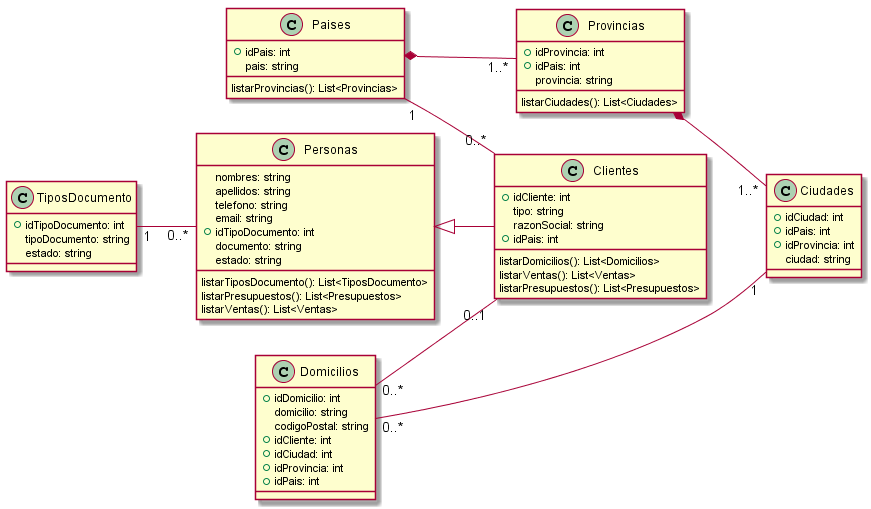 C Paises
idPais: int
pais: string
listarProvincias(): List<Provincias>
C Provincias
idProvincia: int
idPais: int
provincia: string
listarCiudades(): List<Ciudades>
1..*
1
0..*
C Personas
nombres: string
apellidos: string
telefono: string
email: string
idTipoDocumento: int
documento: string
estado: string
listarTiposDocumento(): List<TiposDocumento>
listarPresupuestos(): List<Presupuestos>
listarVentas(): List<Ventas>
C Clientes
idCliente: int
tipo: string
razonSocial: string
idPais: int
listarDomicilios(): List<Domicilios>
listarVentas(): List<Ventas>
listarPresupuestos(): List<Presupuestos>
C TiposDocumento
idTipoDocumento: int
tipoDocumento: string
estado: string
1
0..*
1..*
C Ciudades
idCiudad: int
idPais: int
idProvincia: int
ciudad: string
1
0..1
0..*
0..*
C Domicilios
idDomicilio: int
domicilio: string
codigoPostal: string
idCliente: int
idCiudad: int
idProvincia: int
idPais: int